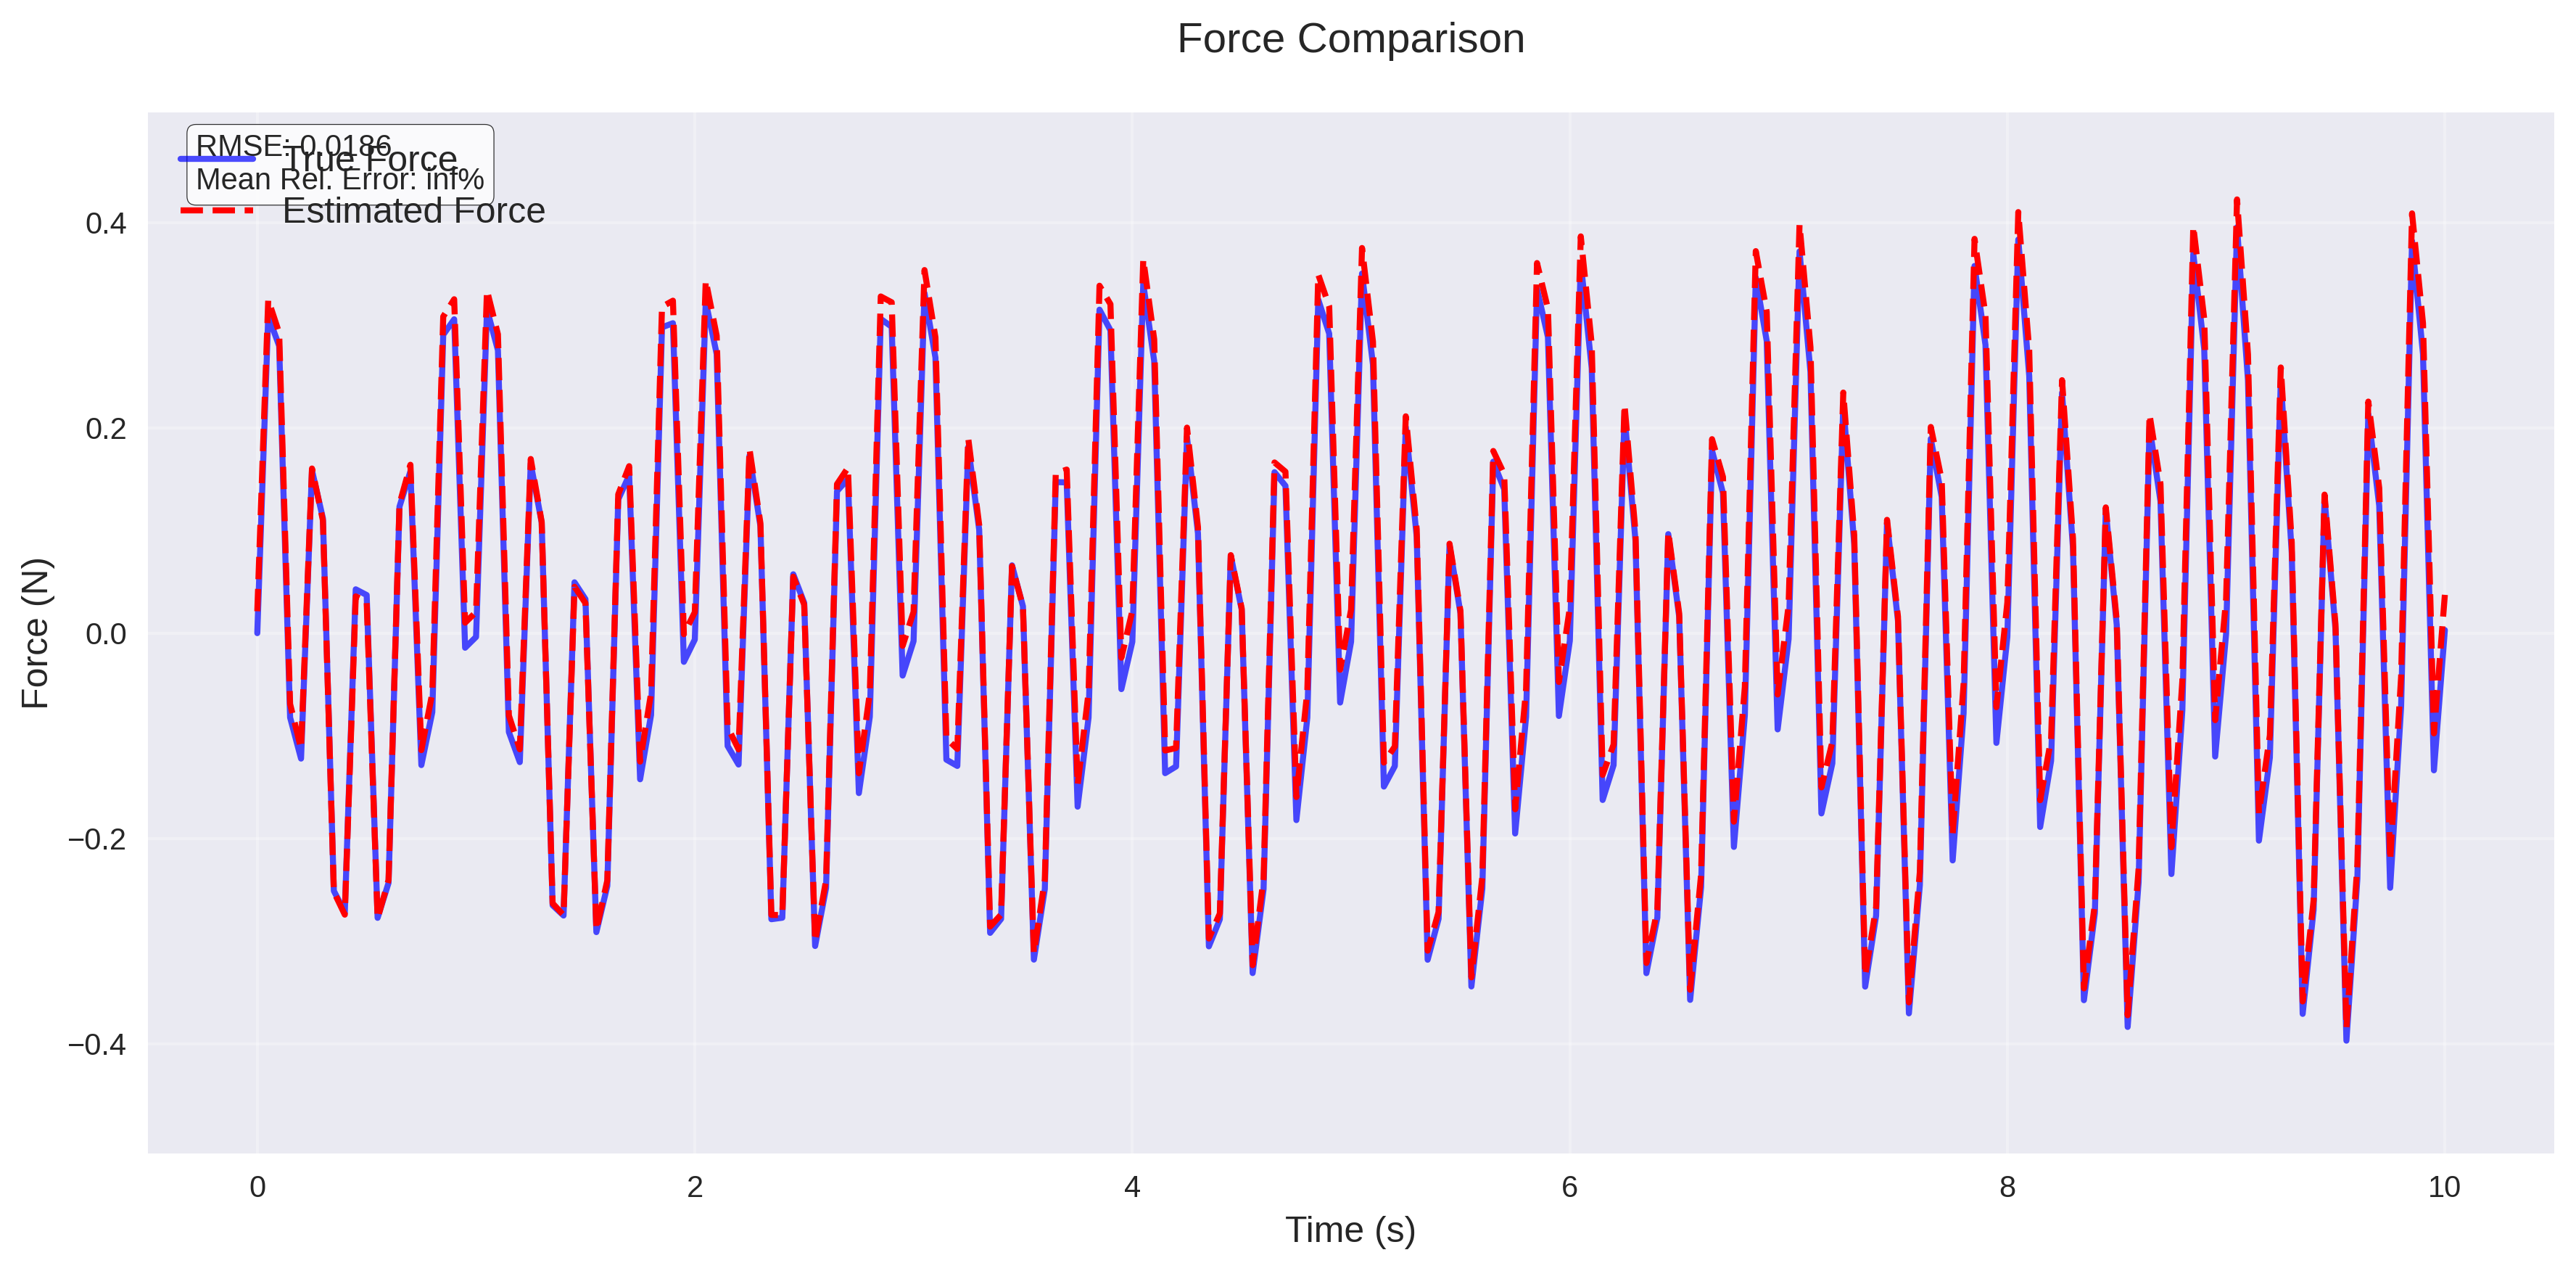 Force Comparison
RMSE: 0.0186
True Force
Mean Rel. Error: inf%
Estimated Force
0.4
0.2
0.0
−0.2
−0.4
Force (N)
0 2 4 6 8 10
Time (s)